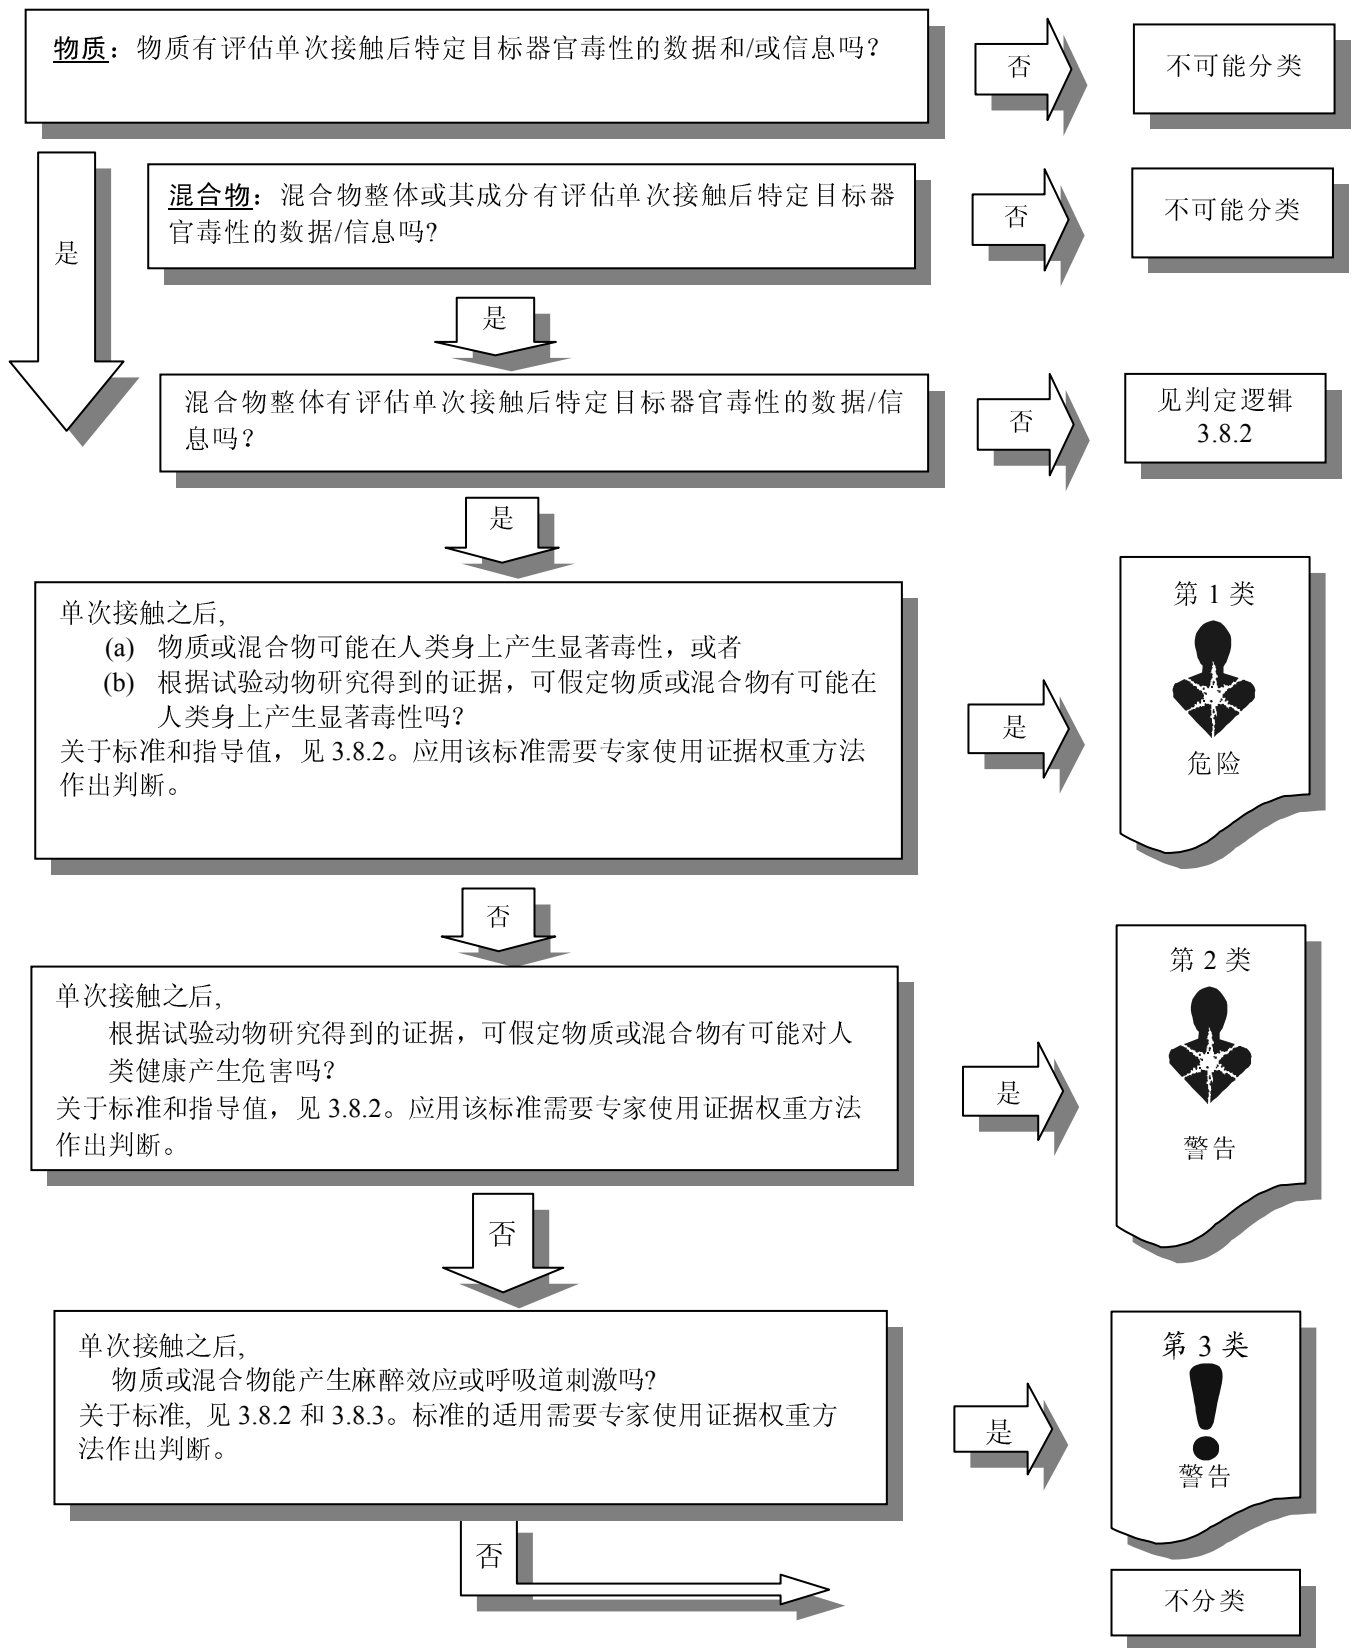 物质：物质有评估单次接触后特定目标器官毒性的数据和/或信息吗？
否
不可能分类
是
混合物：混合物整体或其成分有评估单次接触后特定目标器
官毒性的数据/信息吗?
否
不可能分类
是
混合物整体有评估单次接触后特定目标器官毒性的数据/信
息吗？
否
见判定逻辑
3.8.2
是
单次接触之后,
(a) 物质或混合物可能在人类身上产生显著毒性，或者
(b) 根据试验动物研究得到的证据，可假定物质或混合物有可能在
人类身上产生显著毒性吗？
关于标准和指导值，见 3.8.2。应用该标准需要专家使用证据权重方法
作出判断。
是
第 1 类
危险
否
单次接触之后,
根据试验动物研究得到的证据，可假定物质或混合物有可能对人
类健康产生危害吗？
关于标准和指导值，见 3.8.2。应用该标准需要专家使用证据权重方法
作出判断。
是
第 2 类
警告
否
单次接触之后,
物质或混合物能产生麻醉效应或呼吸道刺激吗?
关于标准, 见 3.8.2 和 3.8.3。标准的适用需要专家使用证据权重方
法作出判断。
是
第 3 类
警告
否
不分类